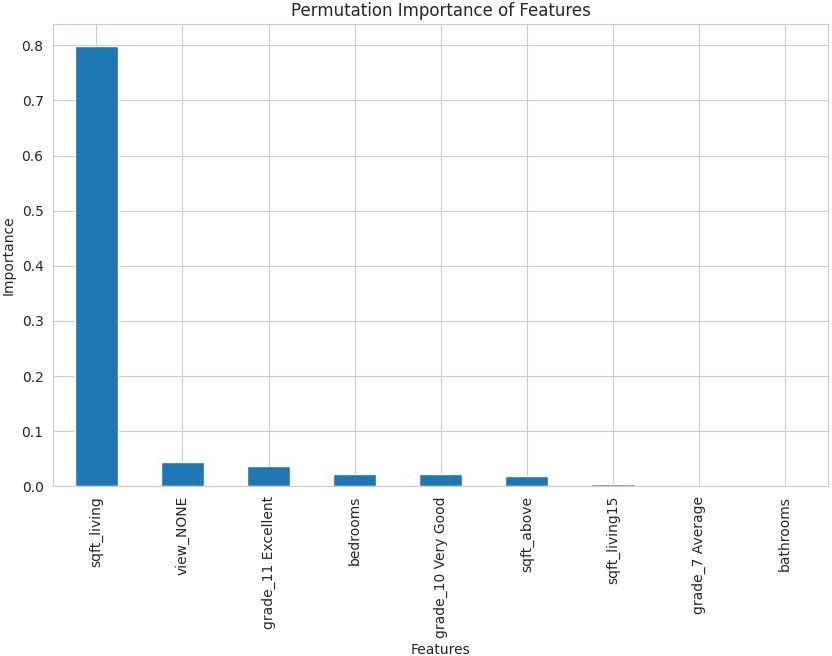 Permutation Importance of Features
0.8
0.7
0.6
0.5
0.4
0.3
0.2
0.1
0.0
Importance
sqft_living
view_NONE
grade_11 Excellent
bedrooms
grade_10 Very Good
sqft_above
sqft_living15
grade_7 Average
bathrooms
Features